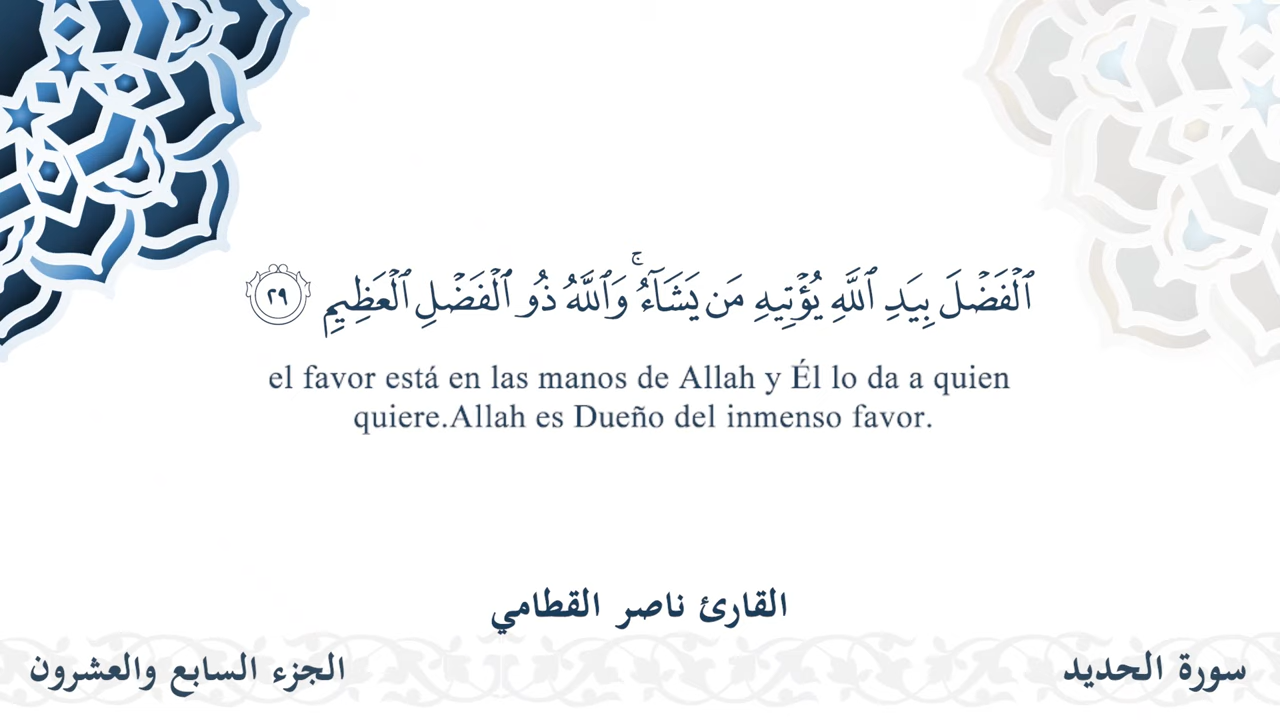 ٱلْفَضْلَ بِيَدِ ٱللَّهِ يُؤْتِيهِ مَن يَشَآءُ ۚ وَٱللَّهُ ذُو ٱلْفَضْلِ ٱلْعَظِيمِ ٢٩
el favor está en las manos de Allah y Él lo da a quien
quiere.Allah es Dueño del inmenso favor.
القارئ ناصر القطامي
سورة الحديد
الجزء السابع والعشرون